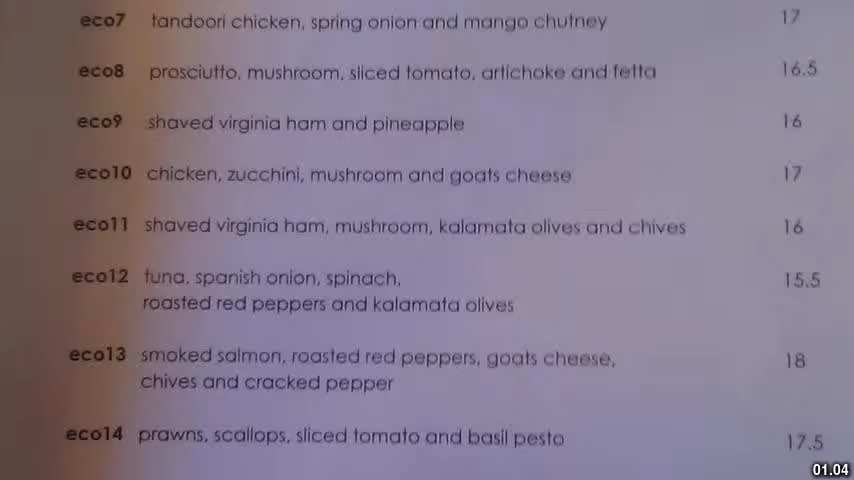 eco7 tandoori chicken, spring onion and mango chutney 17
eco8 prosciutto, mushroom, sliced tomato, artichoke and fetta 16.5
eco9 shaved virginia ham and pineapple 16
eco10 chicken, zucchini, mushroom and goats cheese 17
eco11 shaved virginia ham, mushroom, kalamata olives and chives 16
eco12 tuna, spanish onion, spinach, 15.5
roasted red peppers and kalamata olives
eco13 smoked salmon, roasted red peppers, goats cheese, 18
chives and cracked pepper
eco14 prawns, scallops, sliced tomato and basil pesto 17.5
01.04